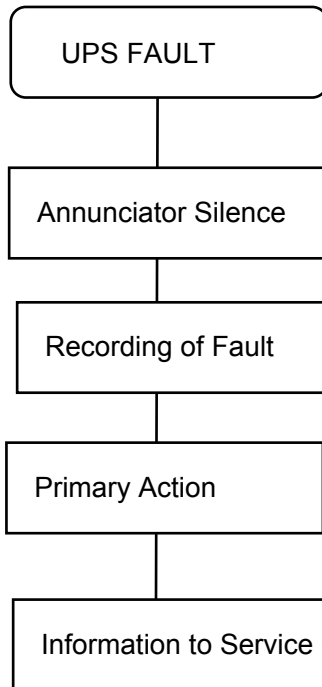 UPS FAULT
Annunciator Silence
Recording of Fault
Primary Action
Information to Service